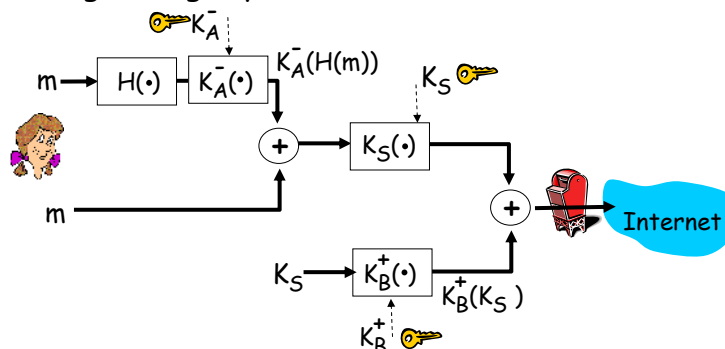 K_A^-
m H(•) K_A^-(•) K_A^-(H(m))
K_S
+ K_S(•)
m
+ Internet
K_S K_B^+(•) K_B^+(K_S)
K_B^+